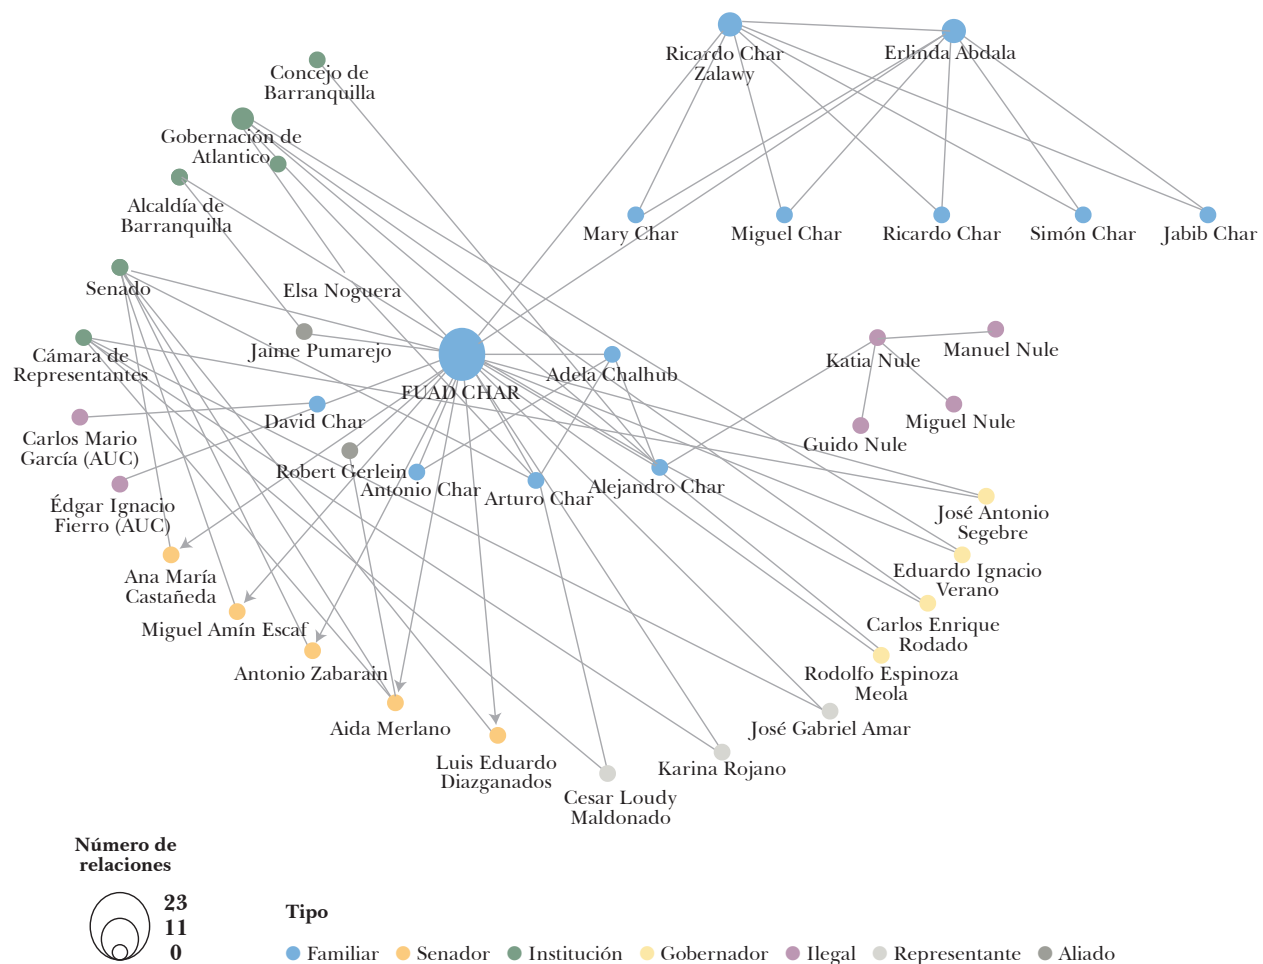 Ricardo Char
Zalawy
Erlinda Abdala
Concejo de
Barranquilla
Gobernación de
Atlantico
Alcaldía de
Barranquilla
Mary Char
Miguel Char
Ricardo Char
Simón Char
Jabib Char
Senado
Elsa Noguera
Jaime Pumarejo
Cámara de
Representantes
FUAD CHAR
Adela Chalhub
Katia Nule
Manuel Nule
Miguel Nule
Guido Nule
David Char
Carlos Mario
García (AUC)
Robert Gerlein
Antonio Char
Arturo Char
Alejandro Char
Édgar Ignacio
Fierro (AUC)
José Antonio
Segebre
Ana María
Castañeda
Eduardo Ignacio
Verano
Miguel Amín Escaf
Carlos Enrique
Rodado
Antonio Zabarain
Rodolfo Espinoza
Meola
Aida Merlano
José Gabriel Amar
Luis Eduardo
Diazganados
Karina Rojano
Cesar Loudy
Maldonado
Número de
relaciones
23
11
0
Tipo
Familiar
Senador
Institución
Gobernador
Ilegal
Representante
Aliado